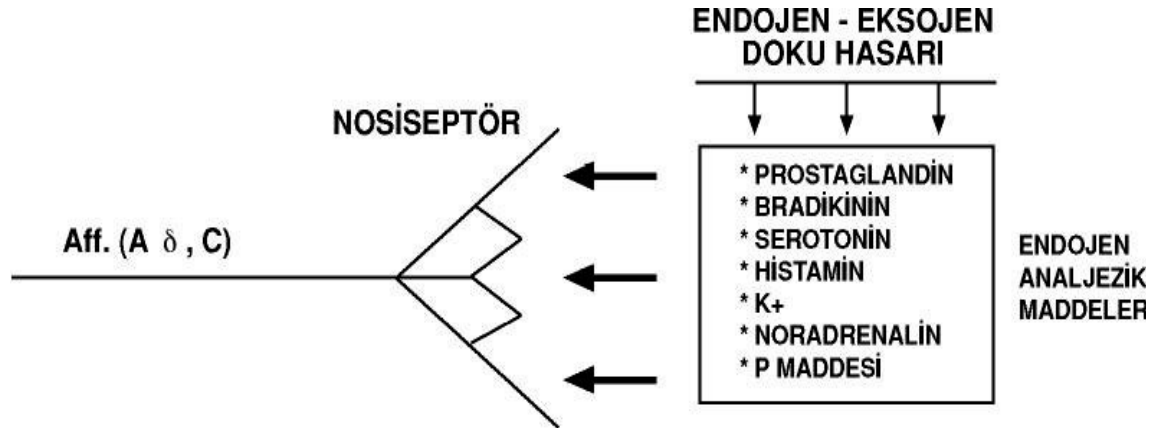 ENDOJEN - EKSOJEN
DOKU HASARI
NOSİSEPTÖR
Aff. (A δ , C)
* PROSTAGLANDİN
* BRADİKİNİN
* SEROTONİN
* HİSTAMİN
* K+
* NORADRENALİN
* P MADDESİ
ENDOJEN
ANALJEZİK
MADDELER